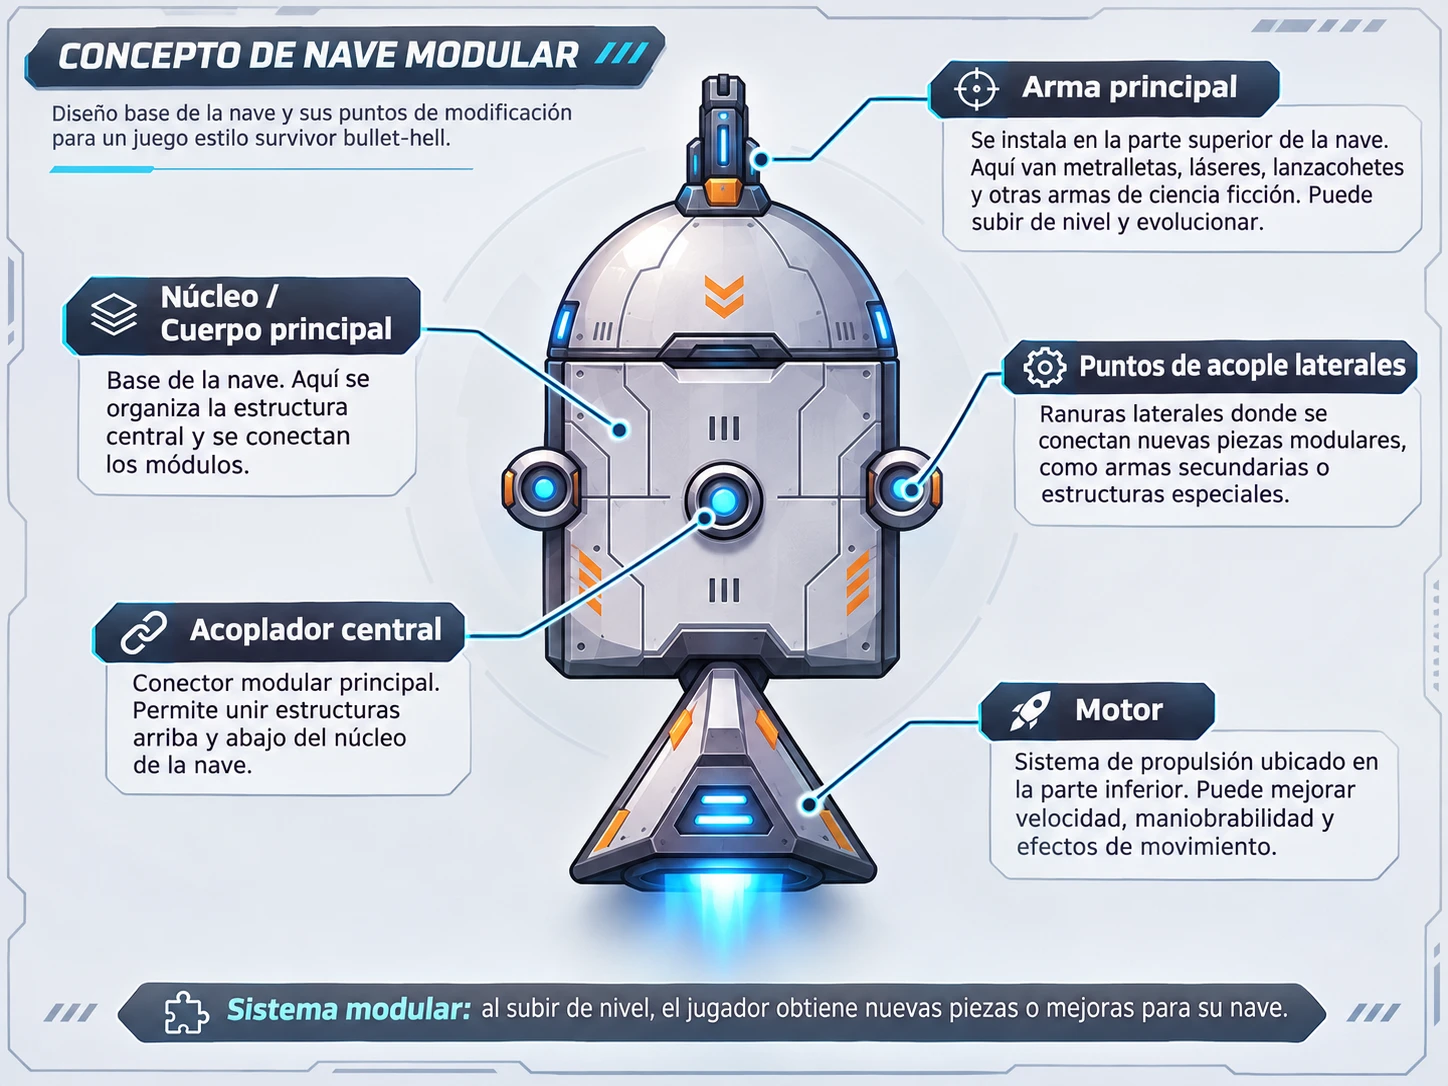 CONCEPTO DE NAVE MODULAR
Diseño base de la nave y sus puntos de modificación
para un juego estilo survivor bullet-hell.
Arma principal
Se instala en la parte superior de la nave.
Aquí van metralletas, láseres, lanzacohetes
y otras armas de ciencia ficción. Puede
subir de nivel y evolucionar.
Núcleo /
Cuerpo principal
Base de la nave. Aquí se
organiza la estructura
central y se conectan
los módulos.
Puntos de acople laterales
Ranuras laterales donde se
conectan nuevas piezas modulares,
como armas secundarias o
estructuras especiales.
Acoplador central
Conector modular principal.
Permite unir estructuras
arriba y abajo del núcleo
de la nave.
Motor
Sistema de propulsión ubicado en
la parte inferior. Puede mejorar
velocidad, maniobrabilidad y
efectos de movimiento.
Sistema modular: al subir de nivel, el jugador obtiene nuevas piezas o mejoras para su nave.